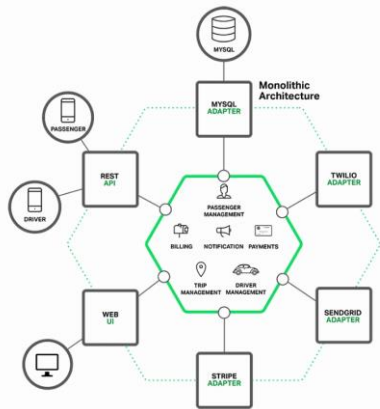 MYSQL
Monolithic
Architecture
MYSQL
ADAPTER
PASSENGER
REST
API
TWILIO
ADAPTER
DRIVER
PASSENGER
MANAGEMENT
BILLING
NOTIFICATION
PAYMENTS
TRIP
MANAGEMENT
DRIVER
MANAGEMENT
WEB
UI
SENDGRID
ADAPTER
STRIPE
ADAPTER